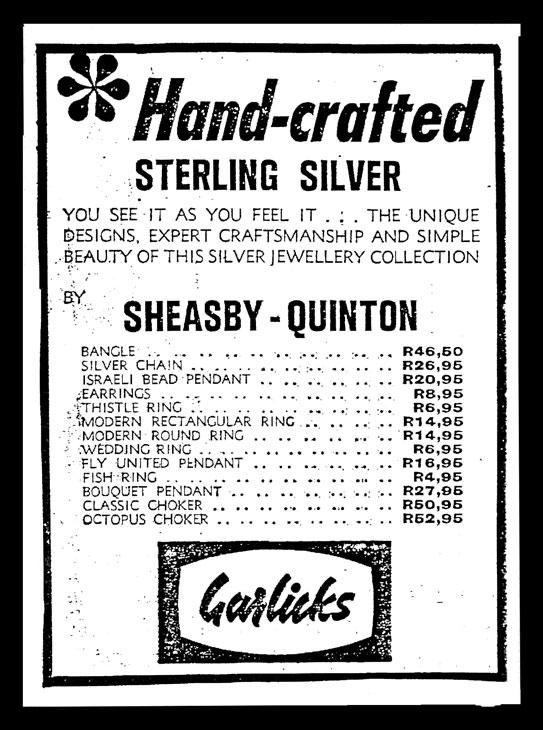 Hand-crafted
STERLING SILVER
YOU SEE IT AS YOU FEEL IT . . . THE UNIQUE
DESIGNS, EXPERT CRAFTSMANSHIP AND SIMPLE
BEAUTY OF THIS SILVER JEWELLERY COLLECTION
BY
SHEASBY - QUINTON
BANGLE .. .. .. .. .. .. .. .. .. R46,50
SILVER CHAIN .. .. .. .. .. .. .. R26,95
ISRAELI BEAD PENDANT .. .. .. .. .. R20,95
EARRINGS .. .. .. .. .. .. .. .. R8,95
THISTLE RING .. .. .. .. .. .. .. R6,95
MODERN RECTANGULAR RING .. .. .. .. R14,95
MODERN ROUND RING .. .. .. .. .. R14,95
WEDDING RING .. .. .. .. .. .. .. R6,95
FLY UNITED PENDANT .. .. .. .. .. R16,95
FISH RING .. .. .. .. .. .. .. .. R4,95
BOUQUET PENDANT .. .. .. .. .. .. R27,95
CLASSIC CHOKER .. .. .. .. .. .. R50,95
OCTOPUS CHOKER .. .. .. .. .. .. R52,95
Garlicks